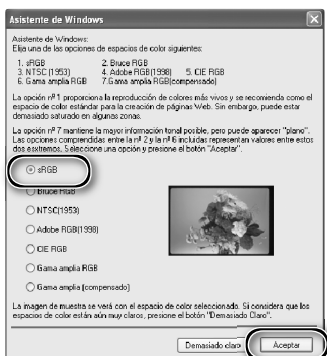 Asistente de Windows
Asistente de Windows:
Elija una de las opciones de espacios de color siguientes:
1. sRGB 2. Bruce RGB
3. NTSC (1953) 4. Adobe RGB(1998) 5. CIE RGB
6. Gama amplia RGB 7.Gama amplia RGB(compensado)
La opción nº 1 proporciona la reproducción de colores más vivos y se recomienda como el
espacio de color estándar para la creación de páginas Web. Sin embargo, puede estar
demasiado saturado en algunas zonas.
La opción nº 7 mantiene la mayor información tonal posible, pero puede aparecer "plano".
Las opciones comprendidas entre la nº 2 y la nº 6 incluidas representan valores entre estos
dos extremos. Seleccione una opción y presione el botón "Aceptar".
sRGB
Bruce RGB
NTSC(1953)
Adobe RGB(1998)
CIE RGB
Gama amplia RGB
Gama amplia (compensado)
La imagen de muestra se verá con el espacio de color seleccionado. Si considera que los
espacios de color están aún muy claros, presione el botón "Demasiado Claro".
Demasiado claro Aceptar